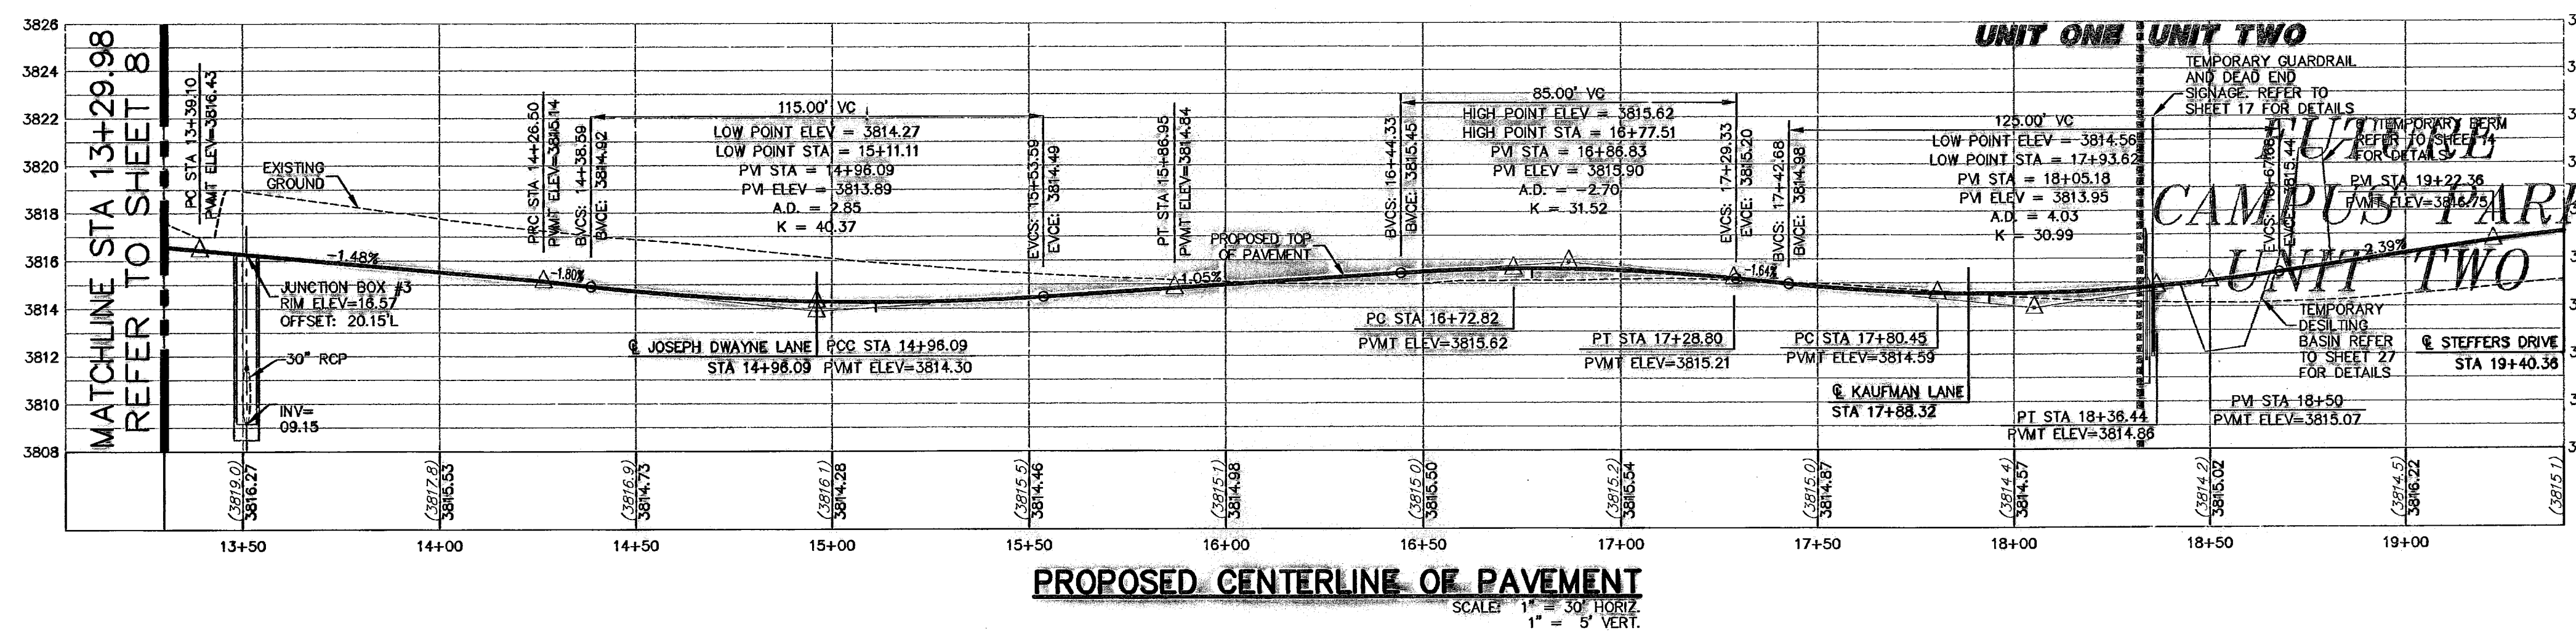 3826
3824
3822
3820
3818
3816
3814
3812
3810
3808
MATCHLINE STA 13+29.98
REFER TO SHEET 8
PC STA 13+39.10
PVMT ELEV=3816.43
EXISTING
GROUND
-1.48%
JUNCTION BOX #3
RIM ELEV=16.57
OFFSET: 20.15'L
30" RCP
INV=
09.15
PRC STA 14+26.50
PVMT ELEV=3815.14
BVCS: 14+38.59
BVCE: 3814.92
-1.80%
115.00' VC
LOW POINT ELEV = 3814.27
LOW POINT STA = 15+11.11
PVI STA = 14+96.09
PVI ELEV = 3813.89
A.D. = 2.85
K = 40.37
EVCS: 15+53.59
EVCE: 3814.49
℄ JOSEPH DWAYNE LANE
STA 14+96.09
PCC STA 14+96.09
PVMT ELEV=3814.30
PT STA 15+86.95
PVMT ELEV=3814.84
1.05%
PROPOSED TOP
OF PAVEMENT
BVCS: 16+44.33
BVCE: 3815.45
85.00' VC
HIGH POINT ELEV = 3815.62
HIGH POINT STA = 16+77.51
PVI STA = 16+86.83
PVI ELEV = 3815.90
A.D. = -2.70
K = 31.52
EVCS: 17+29.33
EVCE: 3815.20
PC STA 16+72.82
PVMT ELEV=3815.62
PT STA 17+28.80
PVMT ELEV=3815.21
-1.64%
BVCS: 17+42.68
BVCE: 3814.98
125.00' VC
LOW POINT ELEV = 3814.56
LOW POINT STA = 17+93.62
PVI STA = 18+05.18
PVI ELEV = 3813.95
A.D. = 4.03
K = 30.99
PC STA 17+80.45
PVMT ELEV=3814.59
℄ KAUFMAN LANE
STA 17+88.32
PT STA 18+36.44
PVMT ELEV=3814.86
UNIT ONE UNIT TWO
TEMPORARY GUARDRAIL
AND DEAD END
SIGNAGE. REFER TO
SHEET 17 FOR DETAILS
TEMPORARY BERM
REFER TO SHEET 14
FOR DETAILS
FUTURE
CAMPUS PARK
UNIT TWO
EVCS: 18+67.68
EVCE: 3815.44
PVI STA 19+22.36
PVMT ELEV=3816.75
2.39%
TEMPORARY
DESILTING
BASIN REFER
TO SHEET 27
FOR DETAILS
PVI STA 18+50
PVMT ELEV=3815.07
℄ STEFFERS DRIVE
STA 19+40.36
(3819.0)
3816.27
(3817.8)
3815.53
(3816.9)
3814.73
(3816.1)
3814.28
(3815.5)
3814.46
(3815.1)
3814.98
(3815.0)
3815.50
(3815.2)
3815.54
(3815.0)
3814.87
(3814.4)
3814.57
(3814.2)
3815.02
(3814.5)
3816.22
(3815.1)
13+50
14+00
14+50
15+00
15+50
16+00
16+50
17+00
17+50
18+00
18+50
19+00
PROPOSED CENTERLINE OF PAVEMENT
SCALE: 1" = 30' HORIZ.
1" = 5' VERT.